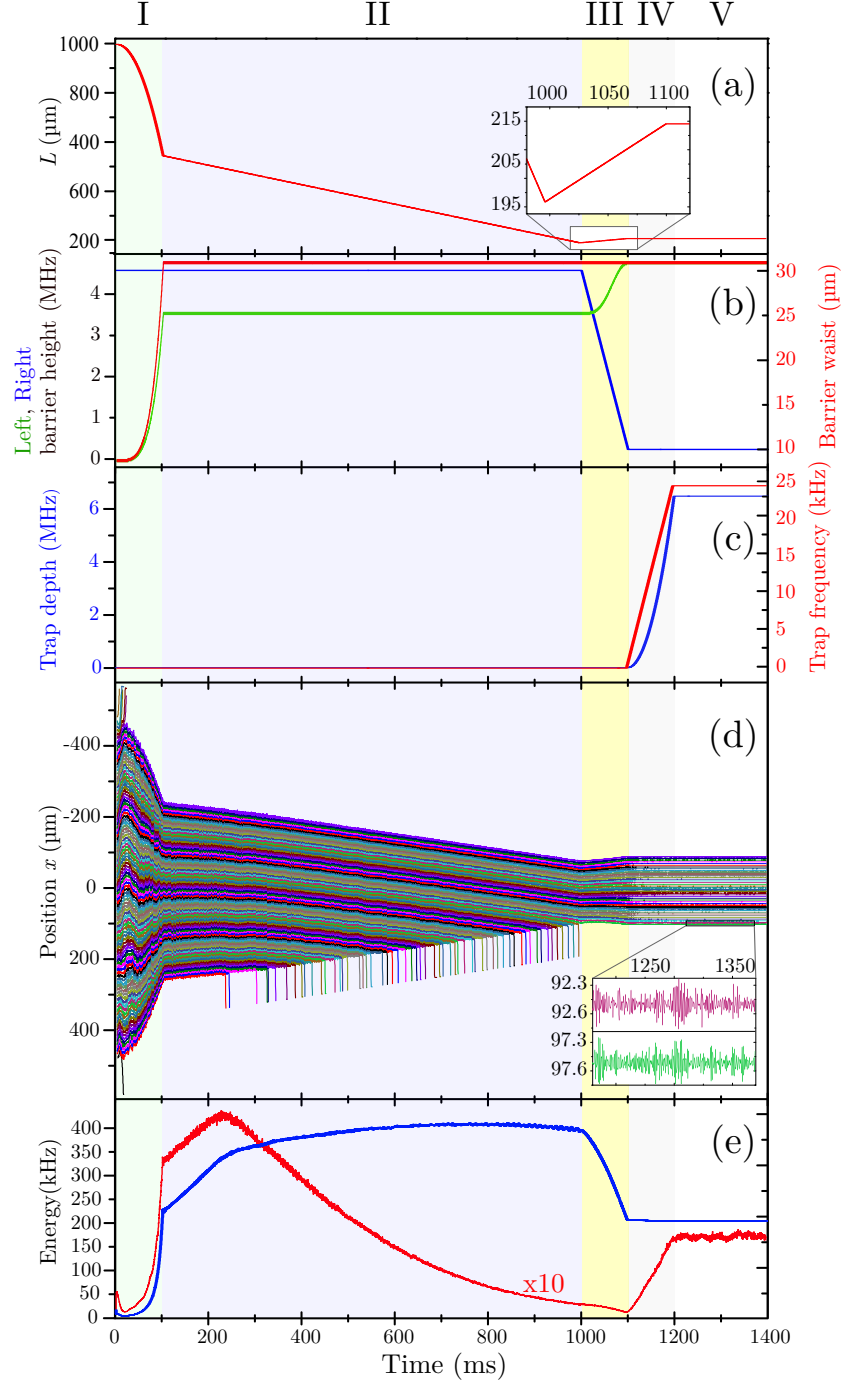 I II III IV V
(a)
L (µm)
1000
800
400
600
200
1000 1050 1100
215
205
195
(b)
Left, Right
barrier height (MHz)
4
3
2
1
0
30
25
20
15
10
Barrier waist (µm)
(c)
Trap depth (MHz)
6
4
2
0
25
20
15
10
5
0
Trap frequency (kHz)
(d)
Position x (µm)
-400
-200
0
200
400
1250 1350
92.3
92.6
97.3
97.6
(e)
Energy(kHz)
400
350
300
250
200
150
100
50
0
x10
0 200 400 600 800 1000 1200 1400
Time (ms)